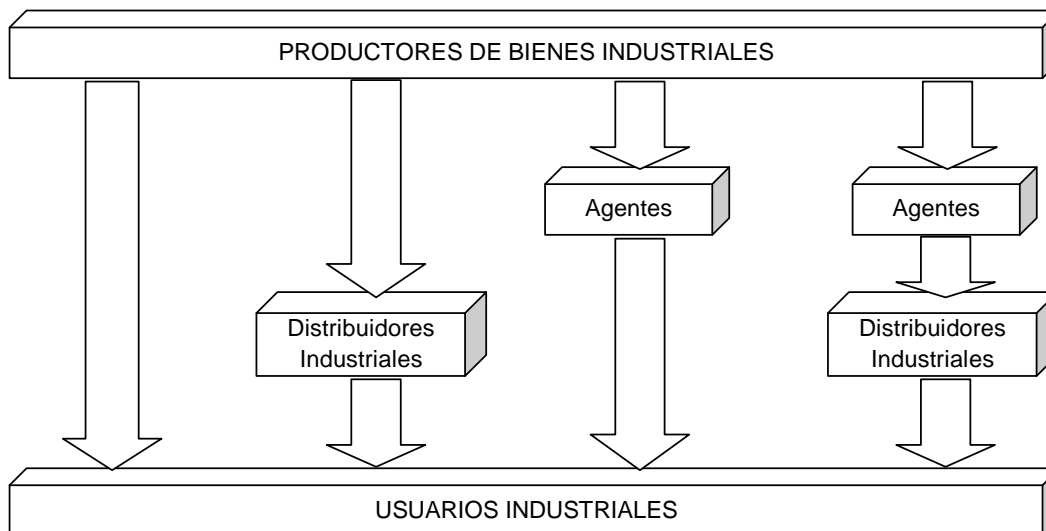 PRODUCTORES DE BIENES INDUSTRIALES
Agentes
Agentes
Distribuidores
Industriales
Distribuidores
Industriales
USUARIOS INDUSTRIALES